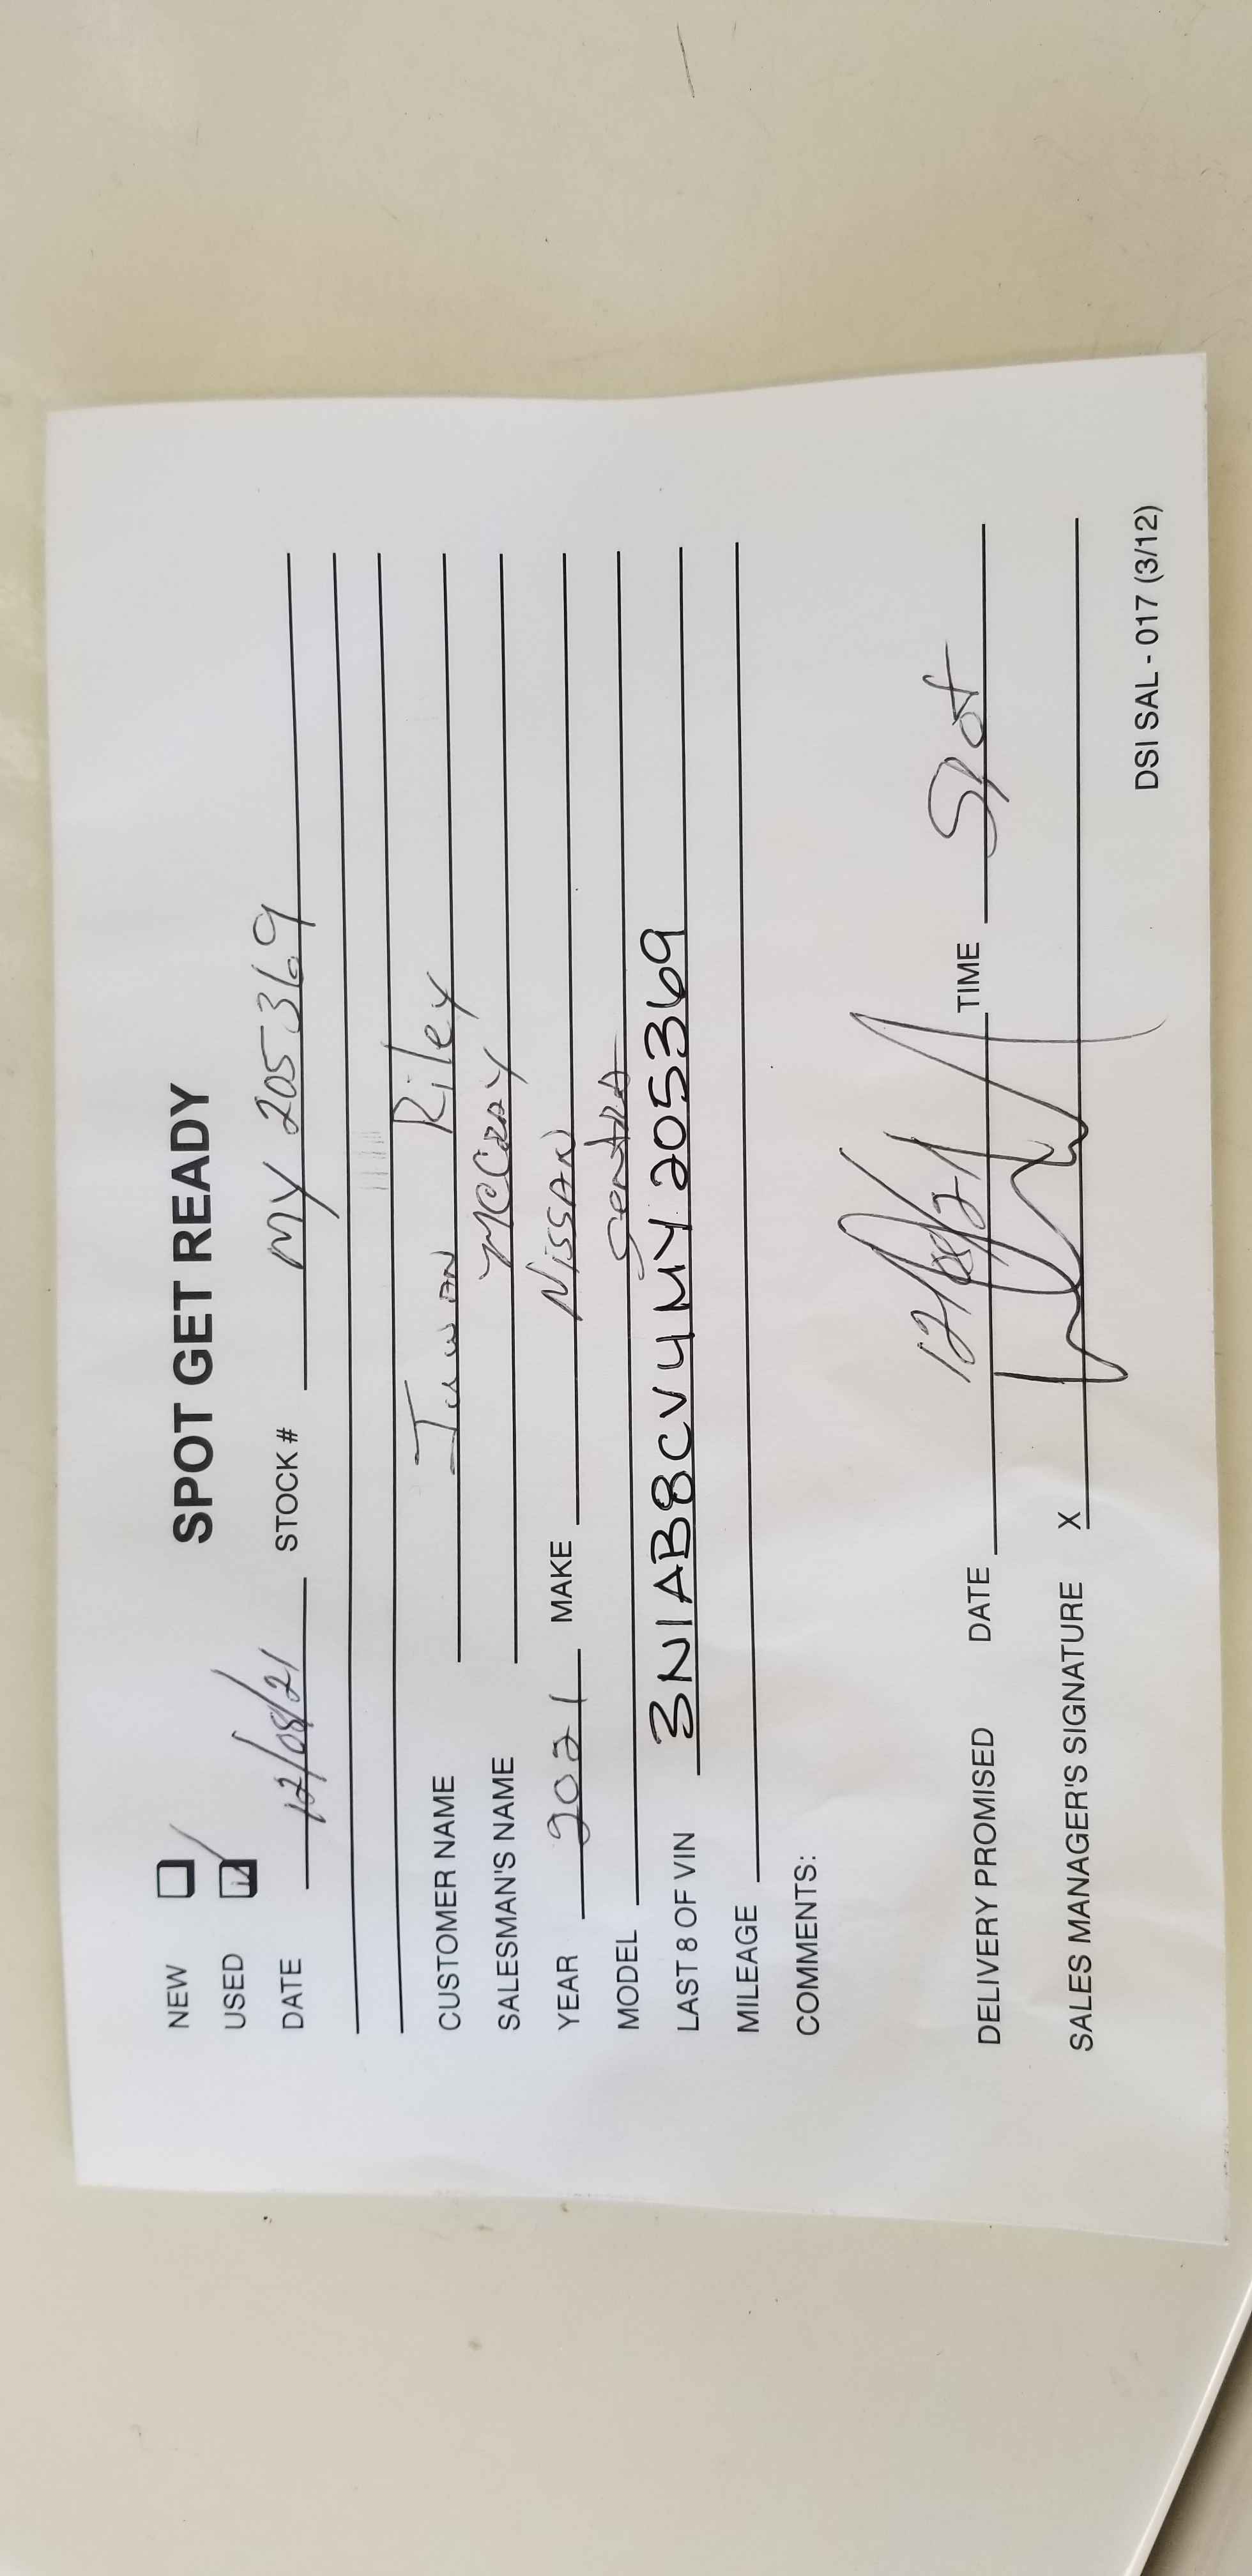 SPOT GET READY
NEW
USED
DATE 12/08/21 STOCK # MY 205369
CUSTOMER NAME Juwan Riley
SALESMAN'S NAME McCray
YEAR 2021 MAKE Nissan
MODEL Sentra
LAST 8 OF VIN 3N1AB8CV4MY205369
MILEAGE
COMMENTS:
DELIVERY PROMISED DATE 12/08/21 TIME Spot
SALES MANAGER'S SIGNATURE X
DSI SAL - 017 (3/12)